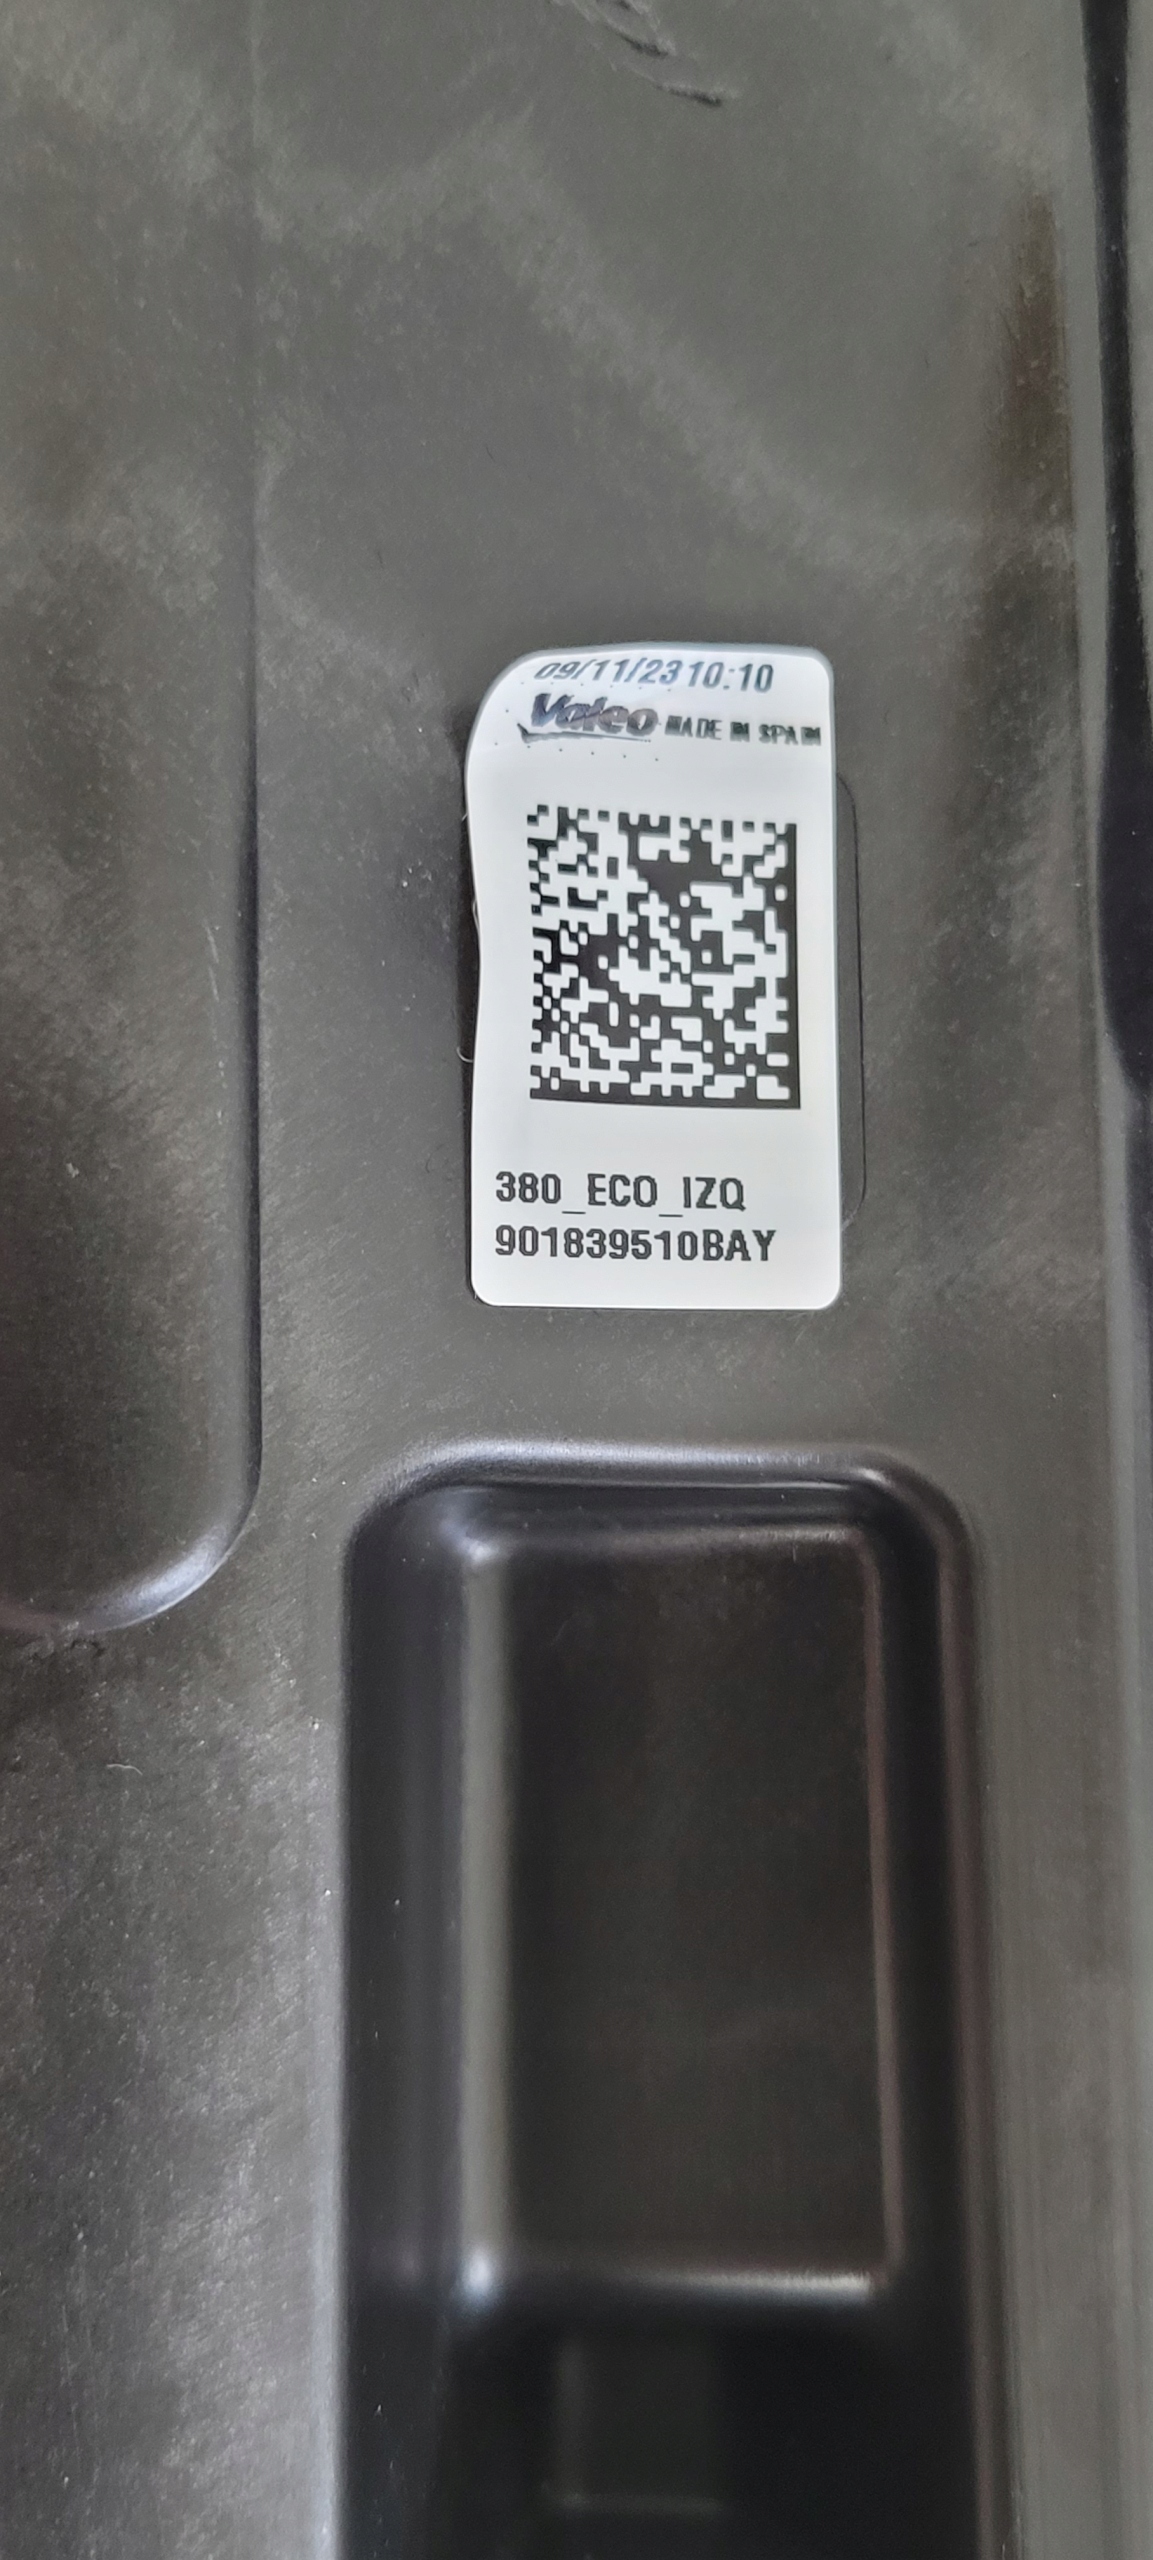 09/11/23 10:10
Valeo MADE IN SPAIN
380_ECO_IZQ
901839510BAY